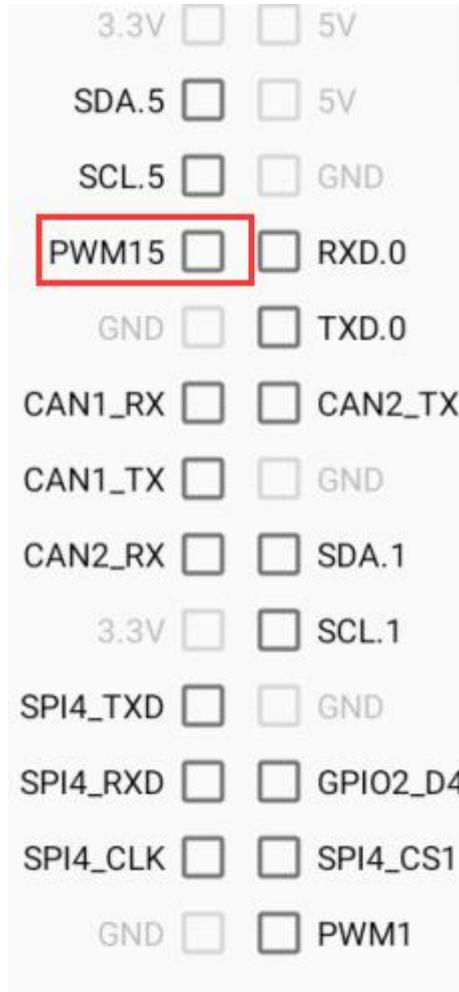 3.3V 5V
SDA.5 5V
SCL.5 GND
PWM15 RXD.0
GND TXD.0
CAN1_RX CAN2_TX
CAN1_TX GND
CAN2_RX SDA.1
3.3V SCL.1
SPI4_TXD GND
SPI4_RXD GPIO2_D4
SPI4_CLK SPI4_CS1
GND PWM1